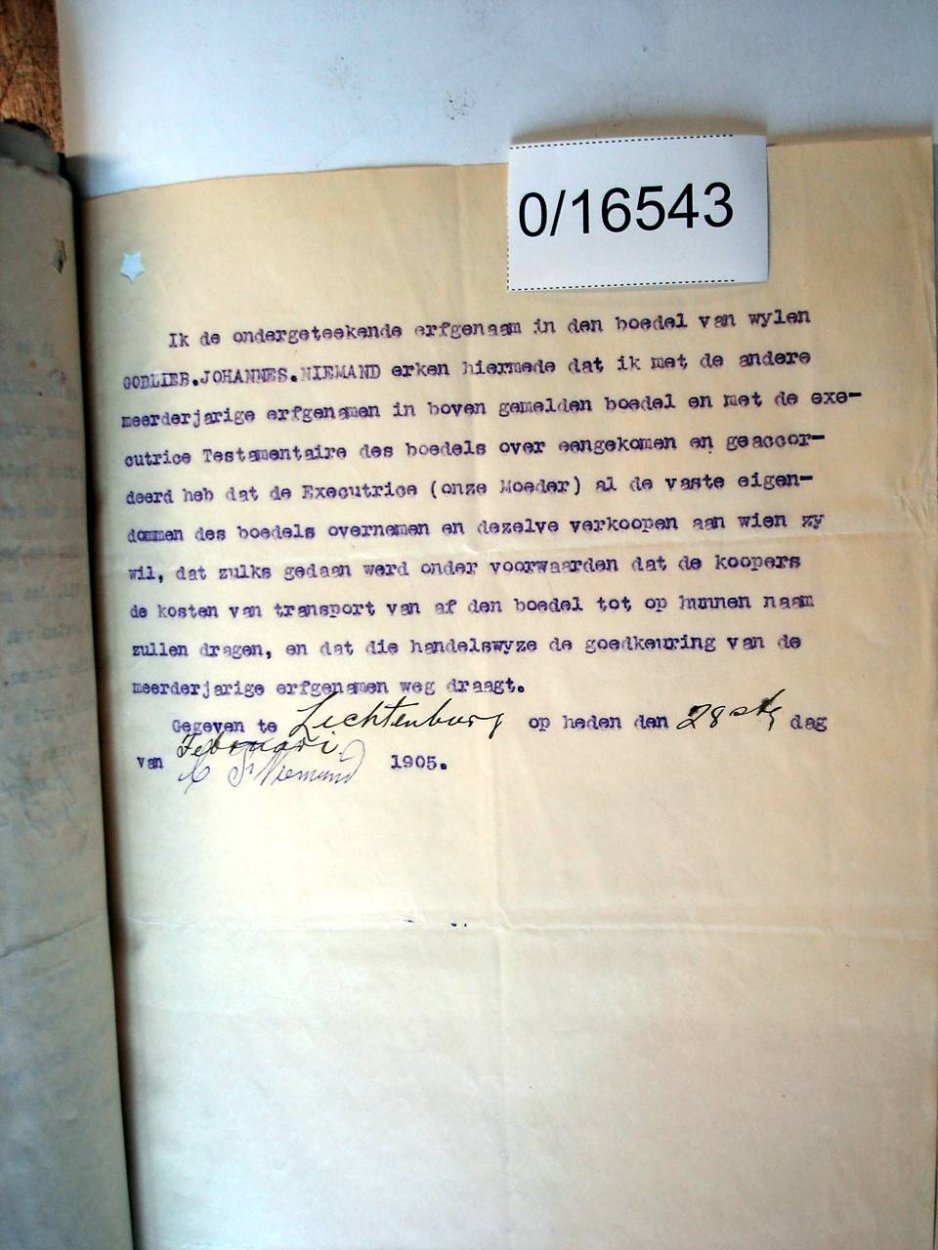 0/16543
Ik de ondergeteekende erfgenaam in den boedel van wylen
GODLIEB.JOHANNES.NIEMAND erken hiermede dat ik met de andere
meerderjarige erfgenamen in boven gemelden boedel en met de exe-
cutrice Testamentaire des boedels over eengekomen en geaccor-
deerd heb dat de Executrice (onze Moeder) al de vaste eigen-
dommen des boedels overnemen en dezelve verkoopen aan wien zy
wil, dat zulks gedaan werd onder voorwaarden dat de koopers
de kosten van transport van af den boedel tot op hunnen naam
zullen dragen, en dat die handelswyze de goedkeuring van de
meerderjarige erfgenamen weg draagt.
Gegeven te Lichtenburg op heden den 28ste dag
van Februari 1905.
Niemand